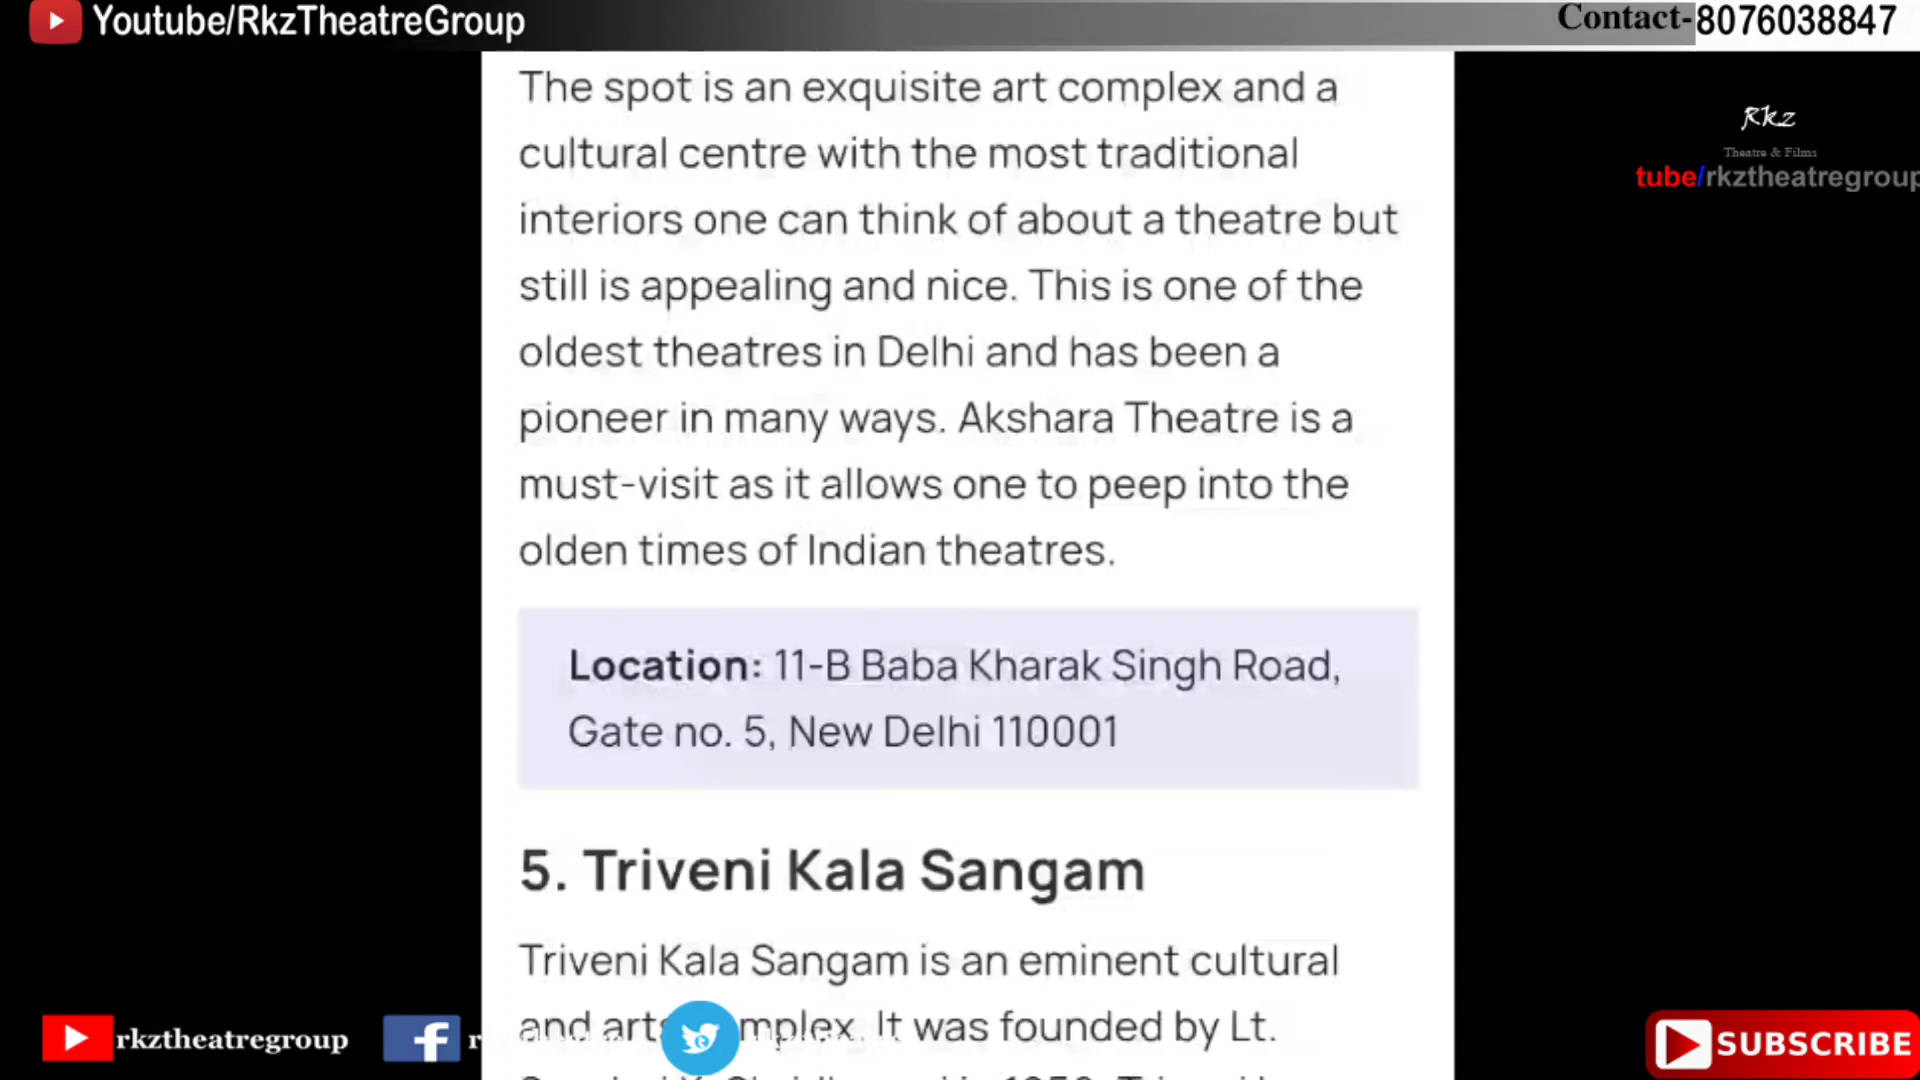 Youtube/RkzTheatreGroup
Contact-8076038847
Rkz
Theatre & Films
tube/rkztheatregroup
The spot is an exquisite art complex and a
cultural centre with the most traditional
interiors one can think of about a theatre but
still is appealing and nice. This is one of the
oldest theatres in Delhi and has been a
pioneer in many ways. Akshara Theatre is a
must-visit as it allows one to peep into the
olden times of Indian theatres.
Location: 11-B Baba Kharak Singh Road,
Gate no. 5, New Delhi 110001
5. Triveni Kala Sangam
Triveni Kala Sangam is an eminent cultural
and arts mplex. It was founded by Lt.
rkztheatregroup
SUBSCRIBE